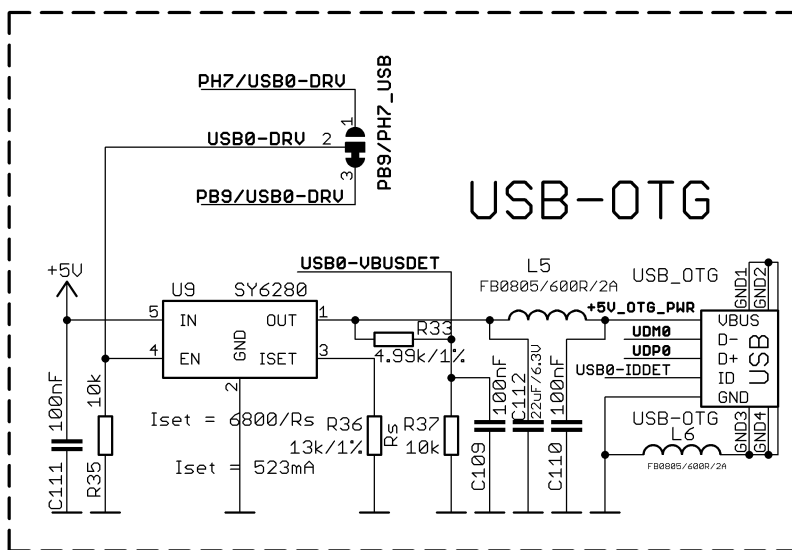 PH7/USB0-DRV
1
USB0-DRV
2
3
PB9/USB0-DRV
PB9/PH7_USB
USB-OTG
USB0-VBUSDET
+5V
U9 SY6280
5 IN OUT 1
4 EN ISET 3
GND
2
R33
4.99k/1%
L5
FB0805/600R/2A
+5V_OTG_PWR
USB_OTG
GND1
GND2
VBUS
UDM0 D-
UDP0 D+
USB0-IDDET ID
GND
USB
USB-OTG
GND3
GND4
L6
FB0805/600R/2A
100nF
C111
10k
R35
Iset = 6800/Rs
Iset = 523mA
R36
13k/1%
Rs
R37
10k
100nF
C109
C112
22uF/6.3V
100nF
C110